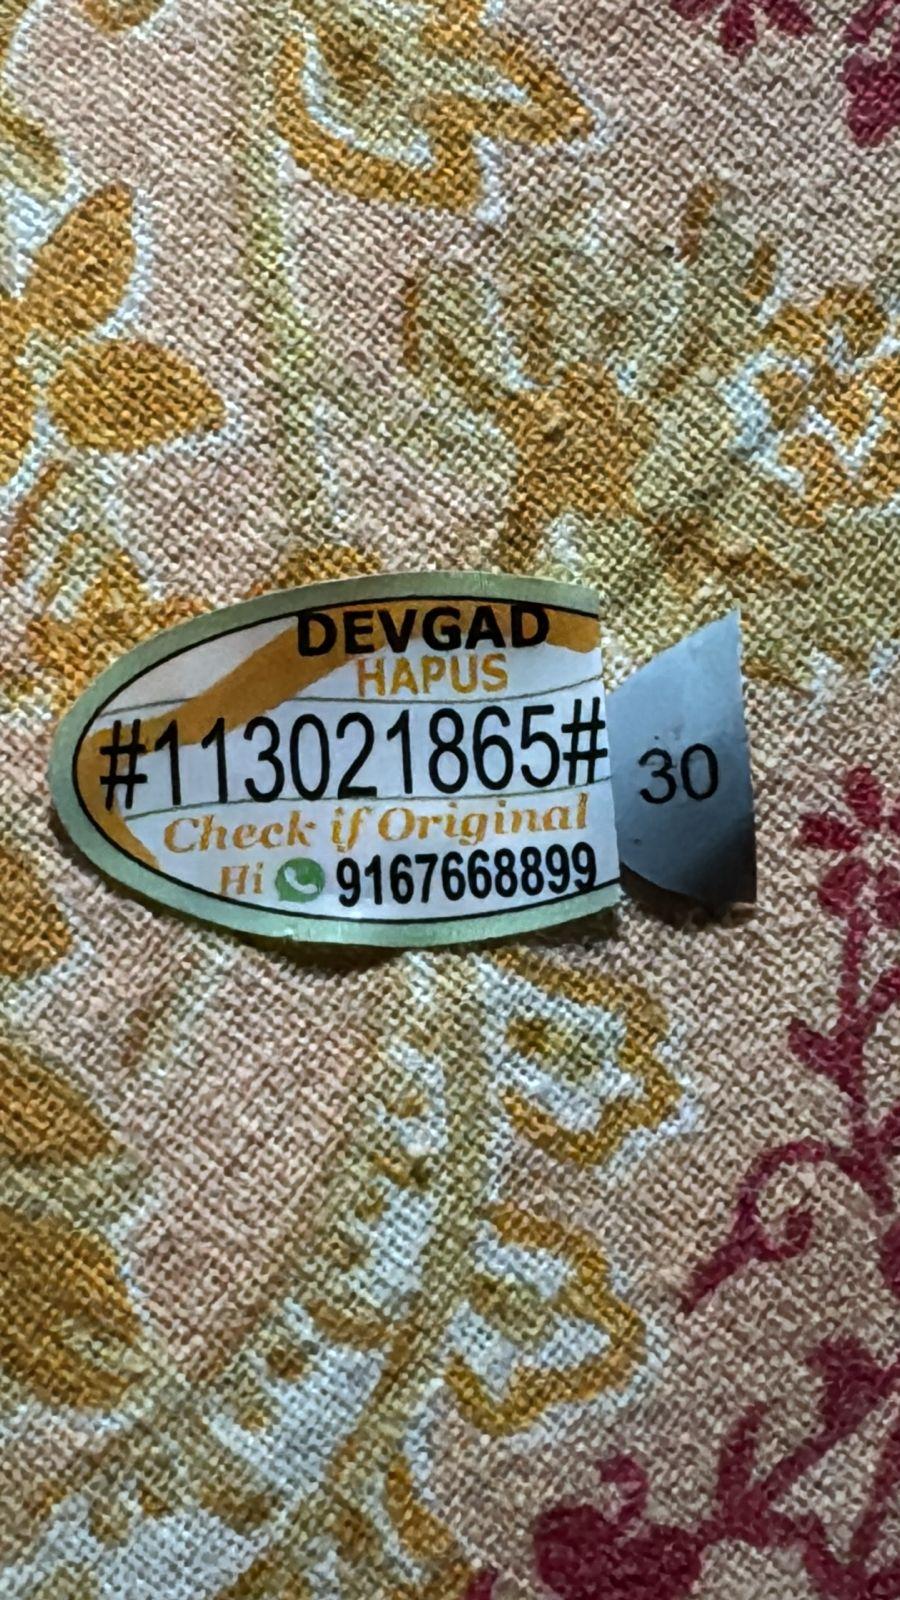 DEVGAD
HAPUS
#113021865#
30
Check if Original
Hi 9167668899